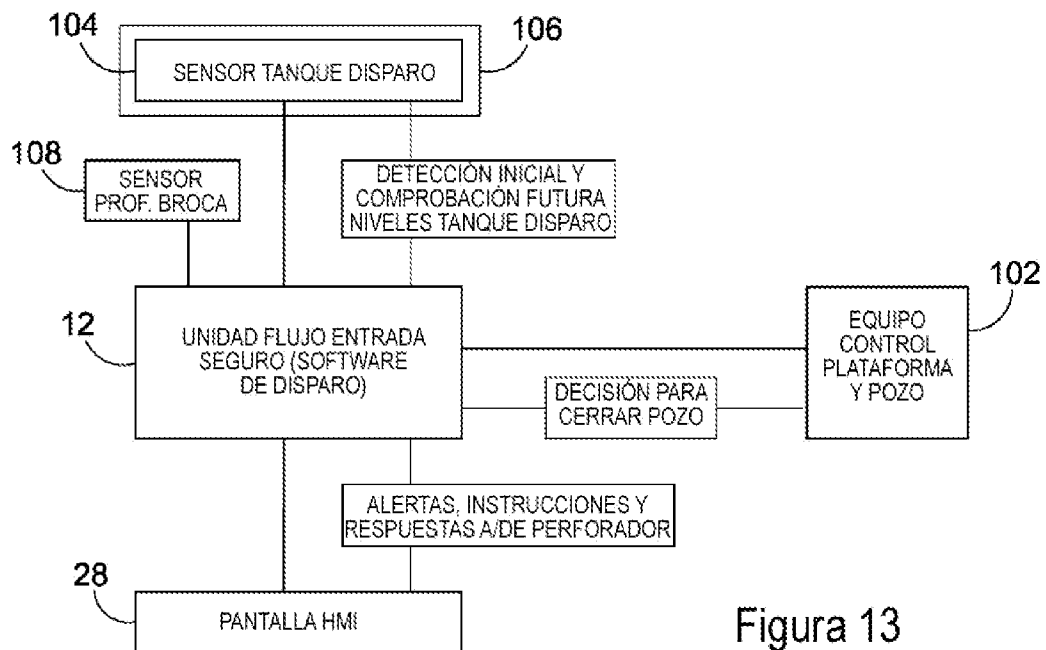 104
106
SENSOR TANQUE DISPARO
108
SENSOR
PROF. BROCA
DETECCIÓN INICIAL Y
COMPROBACIÓN FUTURA
NIVELES TANQUE DISPARO
12
UNIDAD FLUJO ENTRADA
SEGURO (SOFTWARE
DE DISPARO)
102
EQUIPO
CONTROL
PLATAFORMA
Y POZO
DECISIÓN PARA
CERRAR POZO
ALERTAS, INSTRUCCIONES Y
RESPUESTAS A/DE PERFORADOR
28
PANTALLA HMI
Figura 13